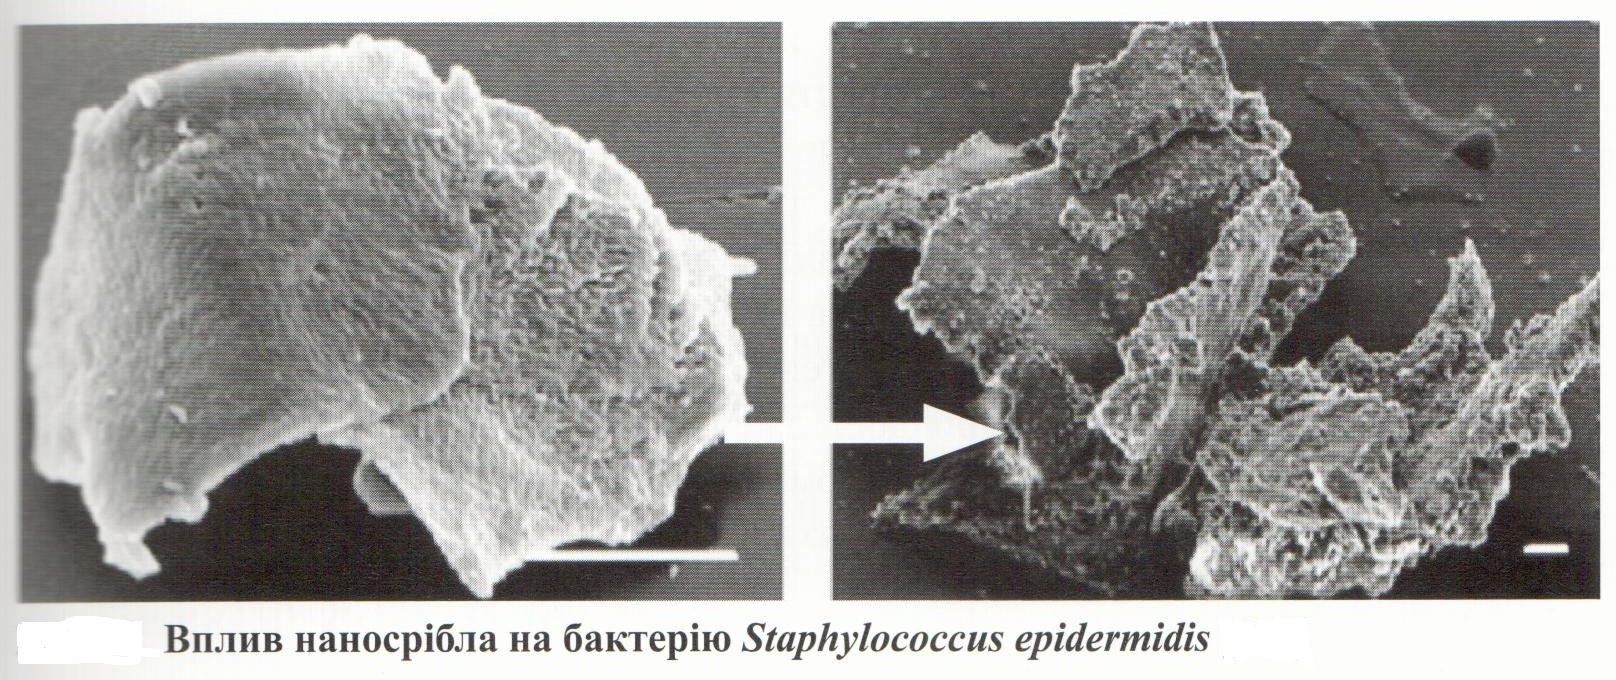 Вплив наносрібла на бактерію Staphylococcus epidermidis